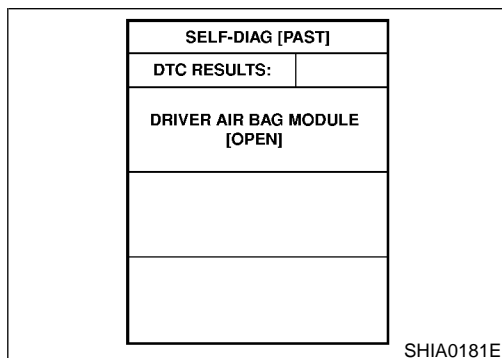 SELF-DIAG [PAST]
DTC RESULTS:
DRIVER AIR BAG MODULE
[OPEN]
SHIA0181E